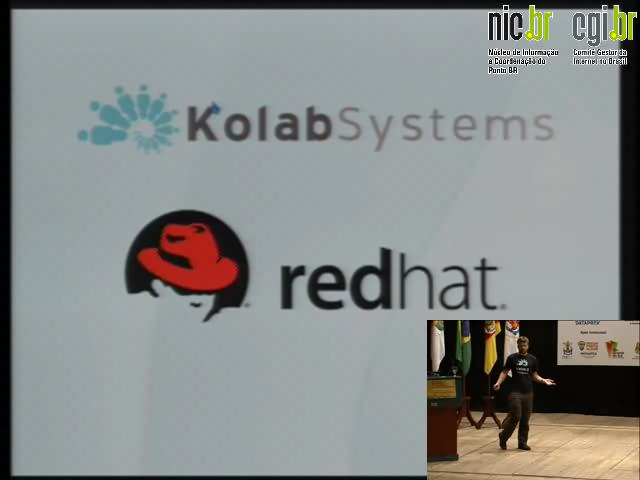 nic.br cgi.br
Núcleo de Informação
e Coordenação do
Ponto BR
Comitê Gestor da
Internet no Brasil
KolabSystems
redhat.
DATAPREV